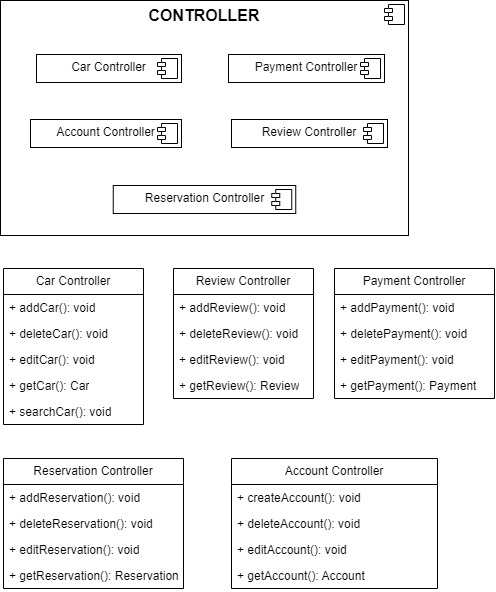 CONTROLLER
Car Controller
Payment Controller
Account Controller
Review Controller
Reservation Controller
Car Controller
+ addCar(): void
+ deleteCar(): void
+ editCar(): void
+ getCar(): Car
+ searchCar(): void
Review Controller
+ addReview(): void
+ deleteReview(): void
+ editReview(): void
+ getReview(): Review
Payment Controller
+ addPayment(): void
+ deletePayment(): void
+ editPayment(): void
+ getPayment(): Payment
Reservation Controller
+ addReservation(): void
+ deleteReservation(): void
+ editReservation(): void
+ getReservation(): Reservation
Account Controller
+ createAccount(): void
+ deleteAccount(): void
+ editAccount(): void
+ getAccount(): Account